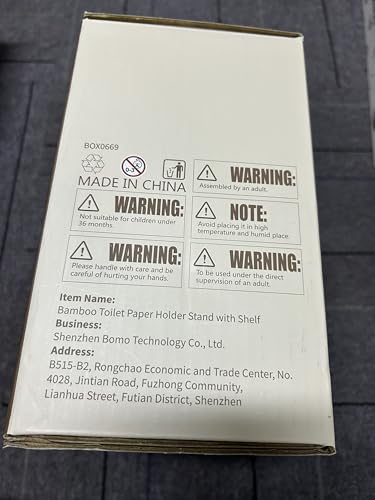 BOX0669
0-3
MADE IN CHINA
WARNING:
Assembled by an adult.
WARNING:
Not suitable for children under
36 months.
NOTE:
Avoid placing it in high
temperature and humid place.
WARNING:
Please handle with care and be
careful of hurting your hands.
WARNING:
To be used under the direct
supervision of an adult.
Item Name:
Bamboo Toilet Paper Holder Stand with Shelf
Business:
Shenzhen Bomo Technology Co., Ltd.
Address:
B515-B2, Rongchao Economic and Trade Center, No.
4028, Jintian Road, Fuzhong Community,
Lianhua Street, Futian District, Shenzhen